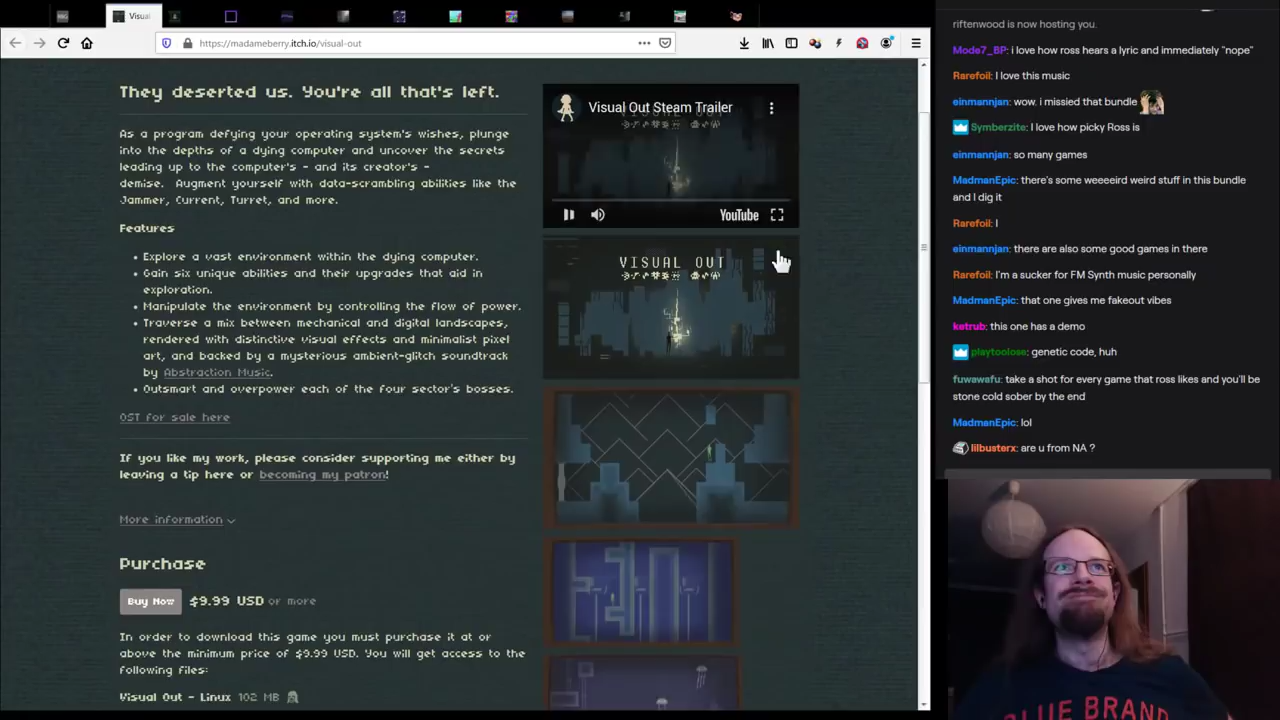 Visual
https://madameberry.itch.io/visual-out
They deserted us. You're all that's left.
As a program defying your operating system's wishes, plunge
into the depths of a dying computer and uncover the secrets
leading up to the computer's - and its creator's -
demise. Augment yourself with data-scrambling abilities like the
Jammer, Current, Turret, and more.
Features
Explore a vast environment within the dying computer.
Gain six unique abilities and their upgrades that aid in
exploration.
Manipulate the environment by controlling the flow of power.
Traverse a mix between mechanical and digital landscapes,
rendered with distinctive visual effects and minimalist pixel
art, and backed by a mysterious ambient-glitch soundtrack
by Abstraction Music.
Outsmart and overpower each of the four sector's bosses.
OST for sale here
If you like my work, please consider supporting me either by
leaving a tip here or becoming my patron!
More information
Purchase
Buy Now $9.99 USD or more
In order to download this game you must purchase it at or
above the minimum price of $9.99 USD. You will get access to the
following files:
Visual Out - Linux 102 MB
Visual Out Steam Trailer
YouTube
VISUAL OUT
riftenwood is now hosting you.
Mode7_BP: i love how ross hears a lyric and immediately "nope"
Rarefoil: I love this music
einmannjan: wow. i missied that bundle
Symberzite: I love how picky Ross is
einmannjan: so many games
MadmanEpic: there's some weeeeird weird stuff in this bundle
and I dig it
Rarefoil: I
einmannjan: there are also some good games in there
Rarefoil: I'm a sucker for FM Synth music personally
MadmanEpic: that one gives me fakeout vibes
ketrub: this one has a demo
playtoolose: genetic code, huh
fuwawafu: take a shot for every game that ross likes and you'll be
stone cold sober by the end
MadmanEpic: lol
lilbusterx: are u from NA ?
BLUE BRAND